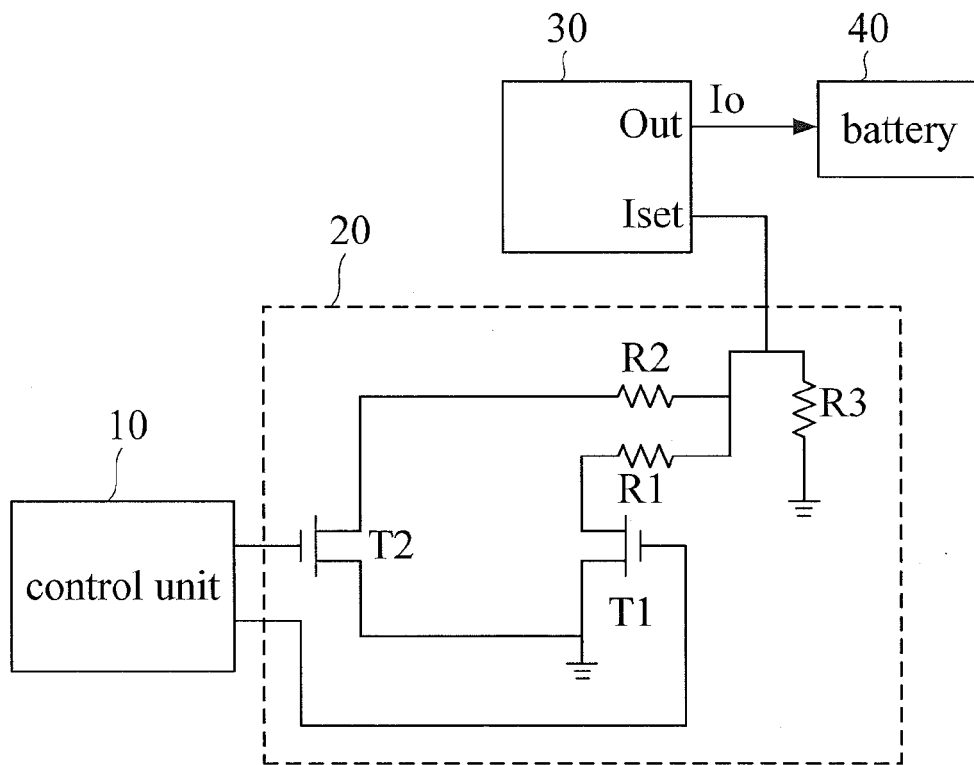 30
40
Out
Io
battery
Iset
20
R2
R3
10
R1
T2
control unit
T1